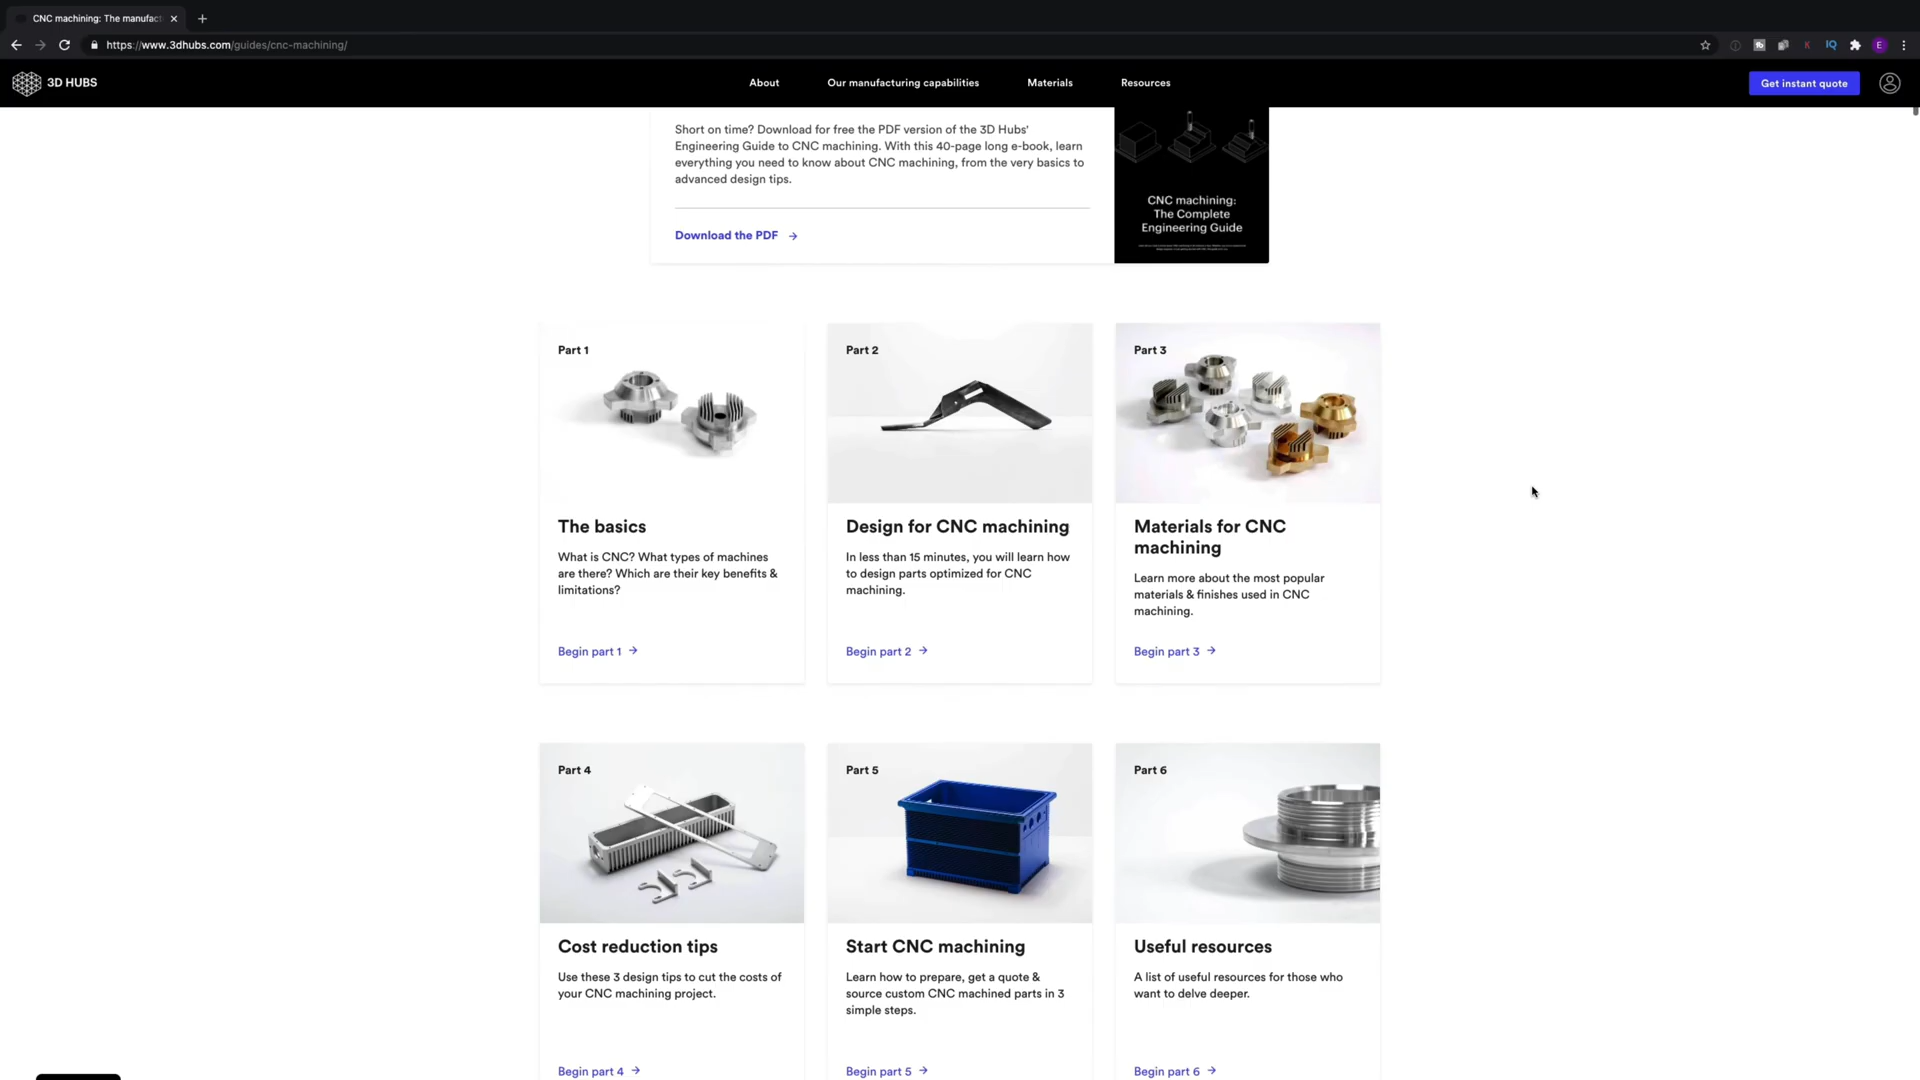 CNC machining: The manufact
https://www.3dhubs.com/guides/cnc-machining/
IQ
E
3D HUBS
About
Our manufacturing capabilities
Materials
Resources
Get instant quote
Short on time? Download for free the PDF version of the 3D Hubs'
Engineering Guide to CNC machining. With this 40-page long e-book, learn
everything you need to know about CNC machining, from the very basics to
advanced design tips.
Download the PDF →
CNC machining:
The Complete
Engineering Guide
Part 1
The basics
What is CNC? What types of machines
are there? Which are their key benefits &
limitations?
Begin part 1 →
Part 2
Design for CNC machining
In less than 15 minutes, you will learn how
to design parts optimized for CNC
machining.
Begin part 2 →
Part 3
Materials for CNC
machining
Learn more about the most popular
materials & finishes used in CNC
machining.
Begin part 3 →
Part 4
Cost reduction tips
Use these 3 design tips to cut the costs of
your CNC machining project.
Begin part 4 →
Part 5
Start CNC machining
Learn how to prepare, get a quote &
source custom CNC machined parts in 3
simple steps.
Begin part 5 →
Part 6
Useful resources
A list of useful resources for those who
want to delve deeper.
Begin part 6 →